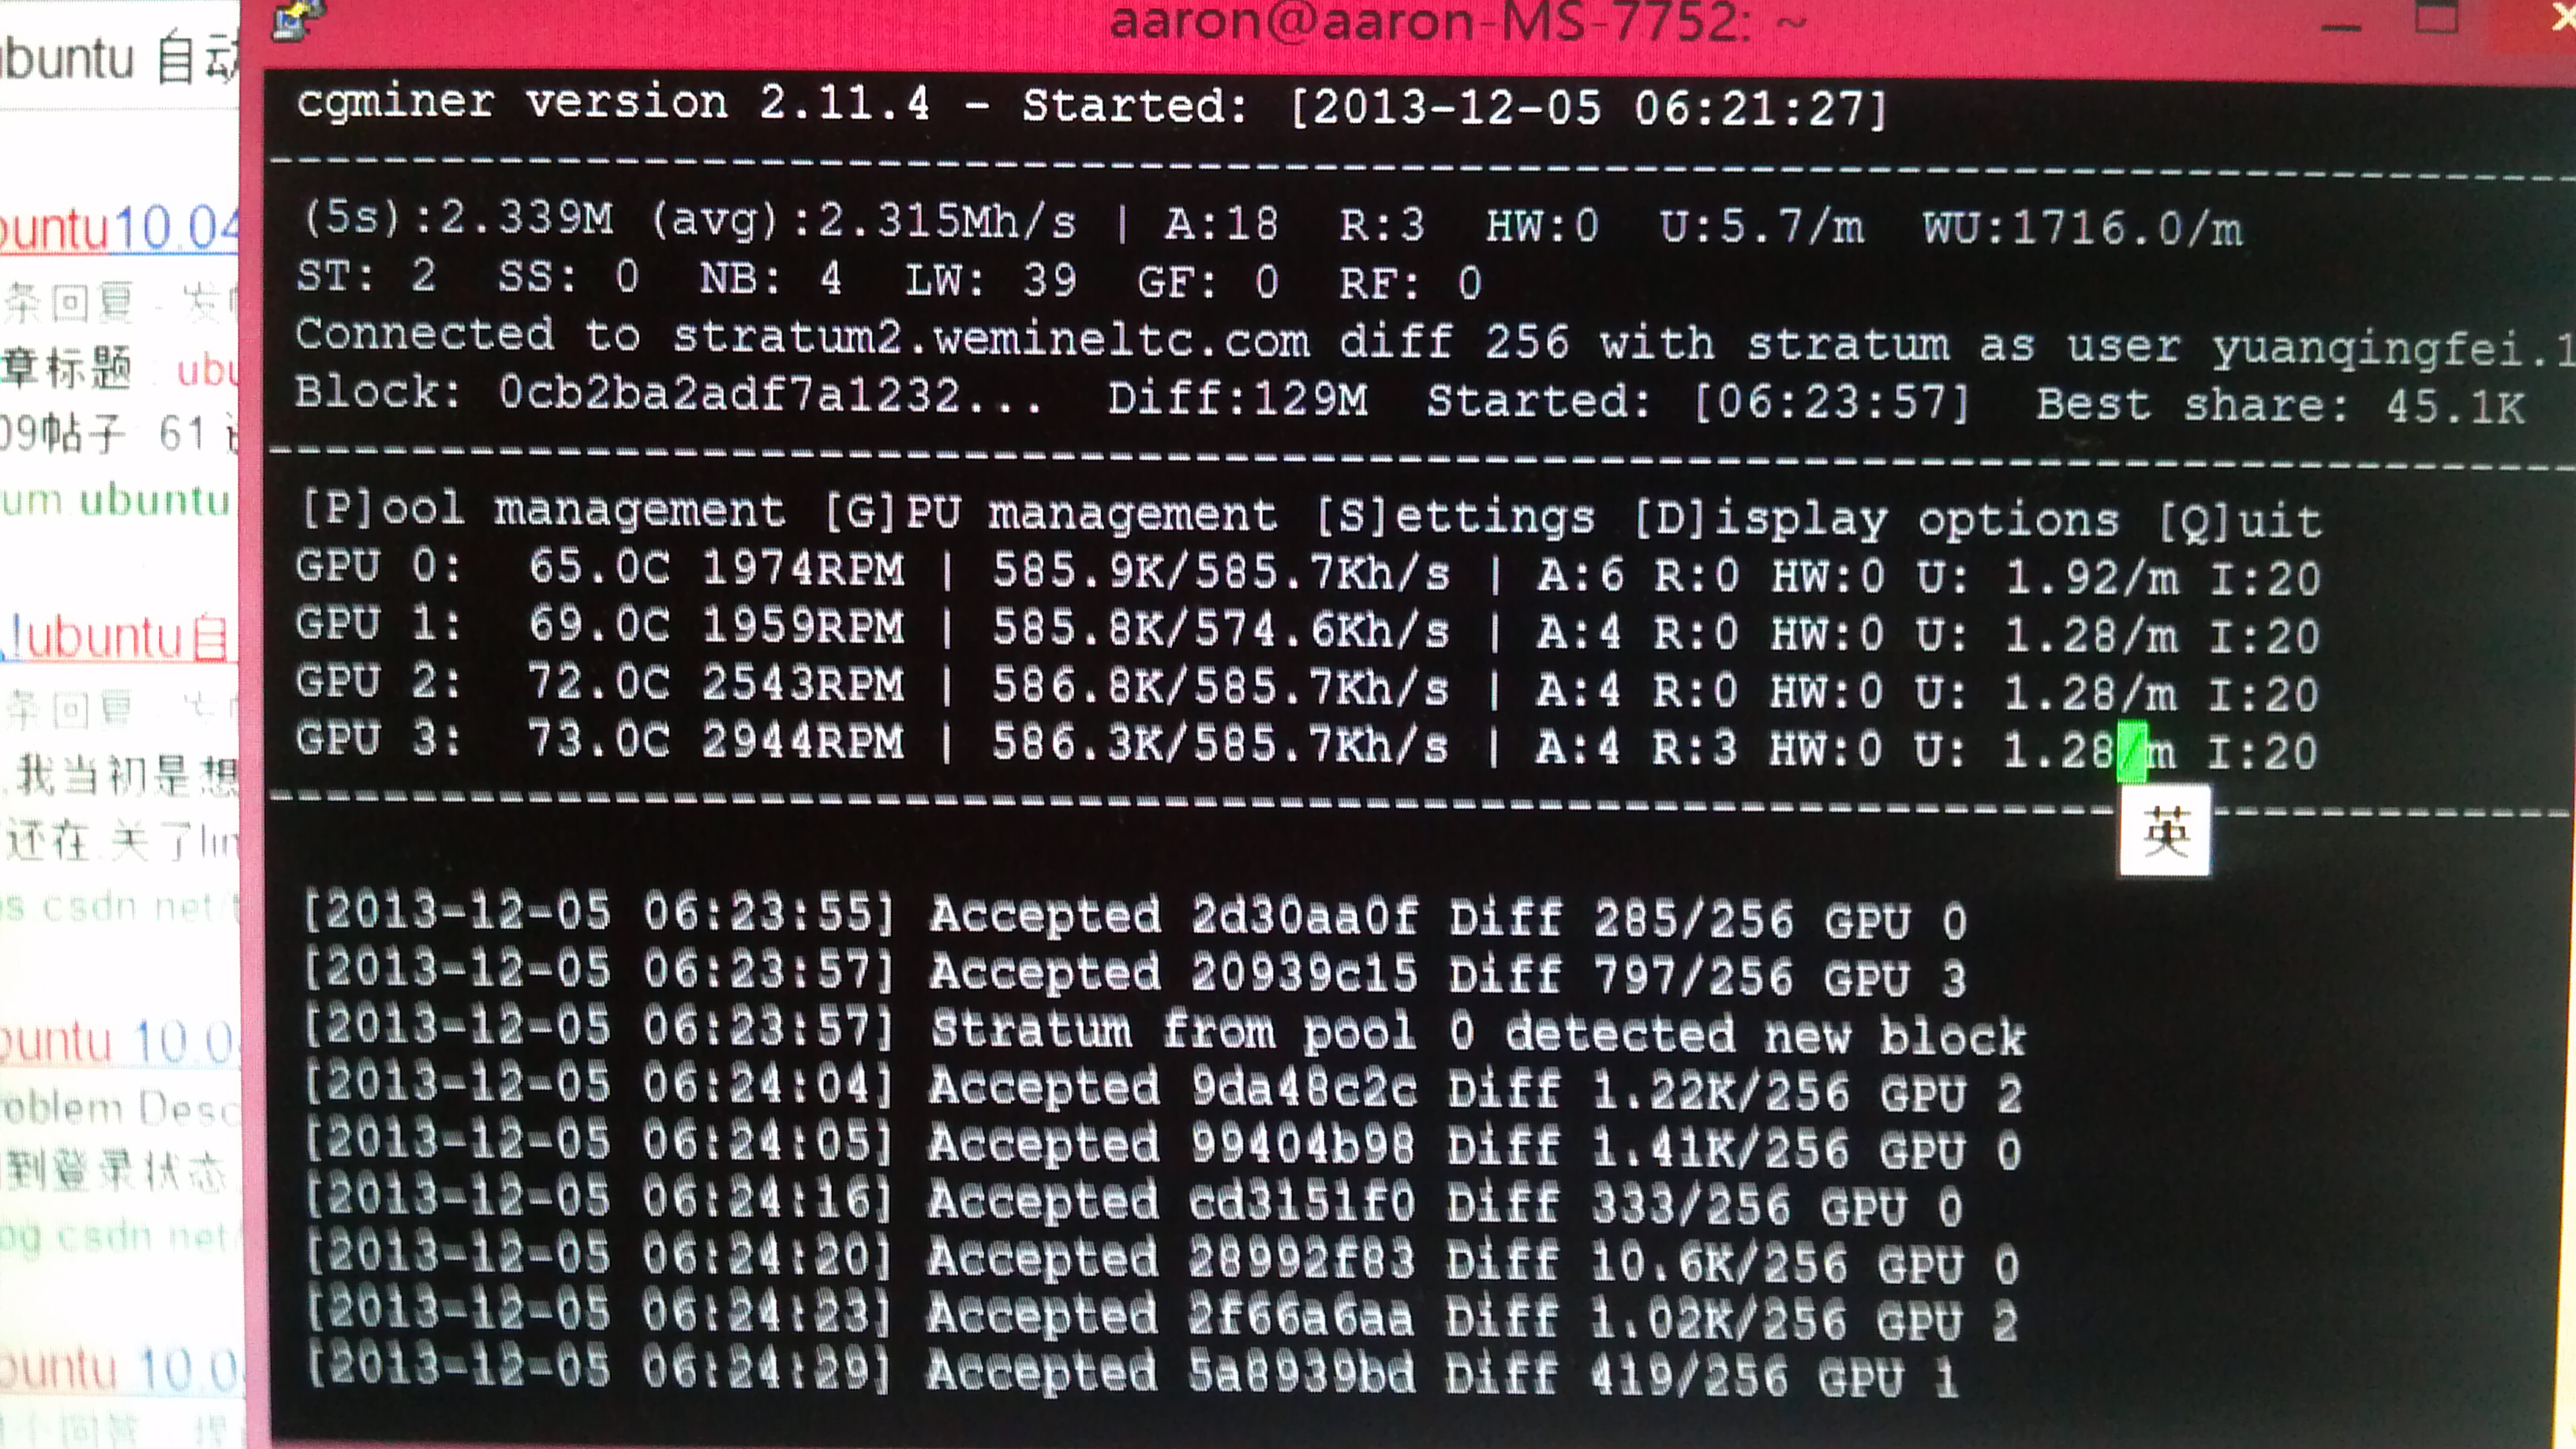 aaron@aaron-MS-7752: ~
cgminer version 2.11.4 - Started: [2013-12-05 06:21:27]
(5s):2.339M (avg):2.315Mh/s | A:18 R:3 HW:0 U:5.7/m WU:1716.0/m
ST: 2 SS: 0 NB: 4 LW: 39 GF: 0 RF: 0
Connected to stratum2.wemineltc.com diff 256 with stratum as user yuanqingfei.1
Block: 0cb2ba2adf7a1232... Diff:129M Started: [06:23:57] Best share: 45.1K
[P]ool management [G]PU management [S]ettings [D]isplay options [Q]uit
GPU 0: 65.0C 1974RPM | 585.9K/585.7Kh/s | A:6 R:0 HW:0 U: 1.92/m I:20
GPU 1: 69.0C 1959RPM | 585.8K/574.6Kh/s | A:4 R:0 HW:0 U: 1.28/m I:20
GPU 2: 72.0C 2543RPM | 586.8K/585.7Kh/s | A:4 R:0 HW:0 U: 1.28/m I:20
GPU 3: 73.0C 2944RPM | 586.3K/585.7Kh/s | A:4 R:3 HW:0 U: 1.28/m I:20
英
[2013-12-05 06:23:55] Accepted 2d30aa0f Diff 285/256 GPU 0
[2013-12-05 06:23:57] Accepted 20939c15 Diff 797/256 GPU 3
[2013-12-05 06:23:57] Stratum from pool 0 detected new block
[2013-12-05 06:24:04] Accepted 9da48c2c Diff 1.22K/256 GPU 2
[2013-12-05 06:24:05] Accepted 99404b98 Diff 1.41K/256 GPU 0
[2013-12-05 06:24:16] Accepted cd3151f0 Diff 333/256 GPU 0
[2013-12-05 06:24:20] Accepted 28992f83 Diff 10.6K/256 GPU 0
[2013-12-05 06:24:23] Accepted 2f66a6aa Diff 1.02K/256 GPU 2
[2013-12-05 06:24:29] Accepted 5a8939bd Diff 419/256 GPU 1
buntu 自动
buntu10.04
条回复 - 发
章标题 ubu
09帖子 61
um ubuntu
!ubuntu自
条回复
我当初是想
还在 关了lin
s csdn net
buntu 10.0
oblem Desc
到登录状态
og csdn net
buntu 10.0
个回答